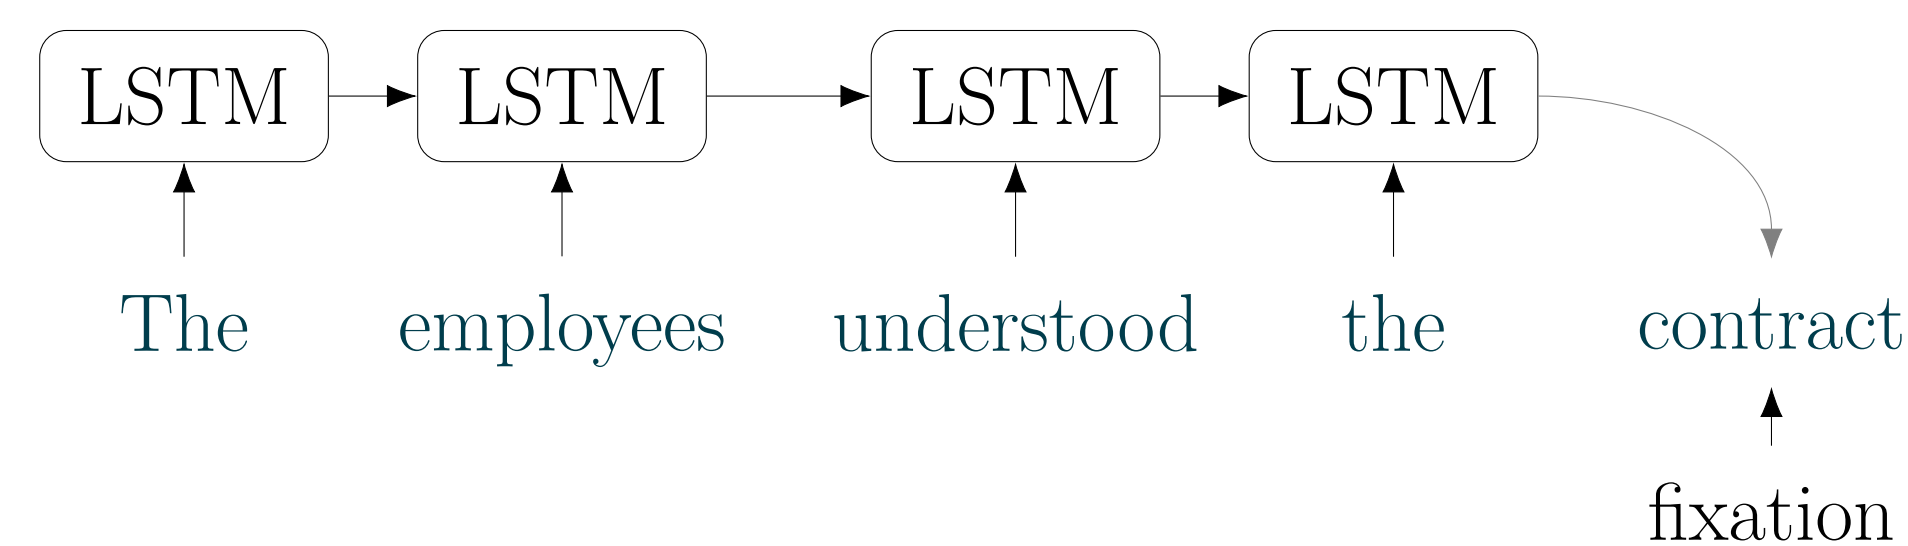 LSTM LSTM LSTM LSTM
The employees understood the contract
fixation